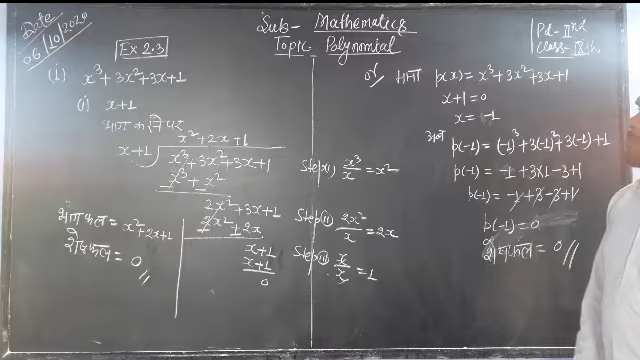 Date
06/10/2020
Sub- Mathematics
Topic- Polynomial
Pd- IInd
Class- IXth
Ex 2.3
(i) x³+3x²+3x+1
(i) x+1
भाग करने पर
x²+2x+1
x+1) x³+3x²+3x+1
x³+x²
2x²+3x+1
2x²+2x
x+1
x+1
0
भागफल = x²+2x+1
शेषफल = 0
Step(i) x³/x = x²
Step(ii) 2x²/x = 2x
Step(iii) x/x = 1
or माना p(x) = x³+3x²+3x+1
x+1=0
x = -1
अतः p(-1) = (-1)³+3(-1)²+3(-1)+1
p(-1) = -1+3x1-3+1
p(-1) = -1+3-3+1
p(-1) = 0
शेषफल = 0